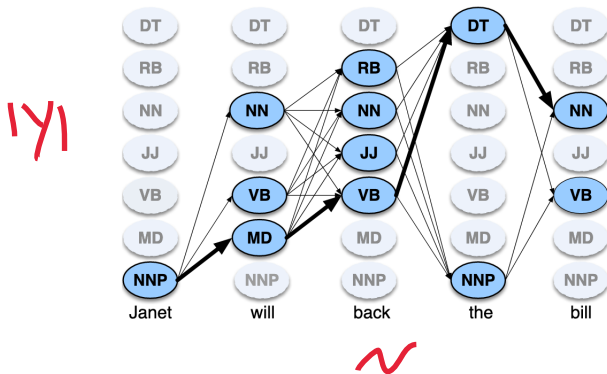 DT DT DT DT DT
RB RB RB RB RB
NN NN NN NN NN
|Y|
JJ JJ JJ JJ JJ
VB VB VB VB VB
MD MD MD MD MD
NNP NNP NNP NNP NNP
Janet will back the bill
N